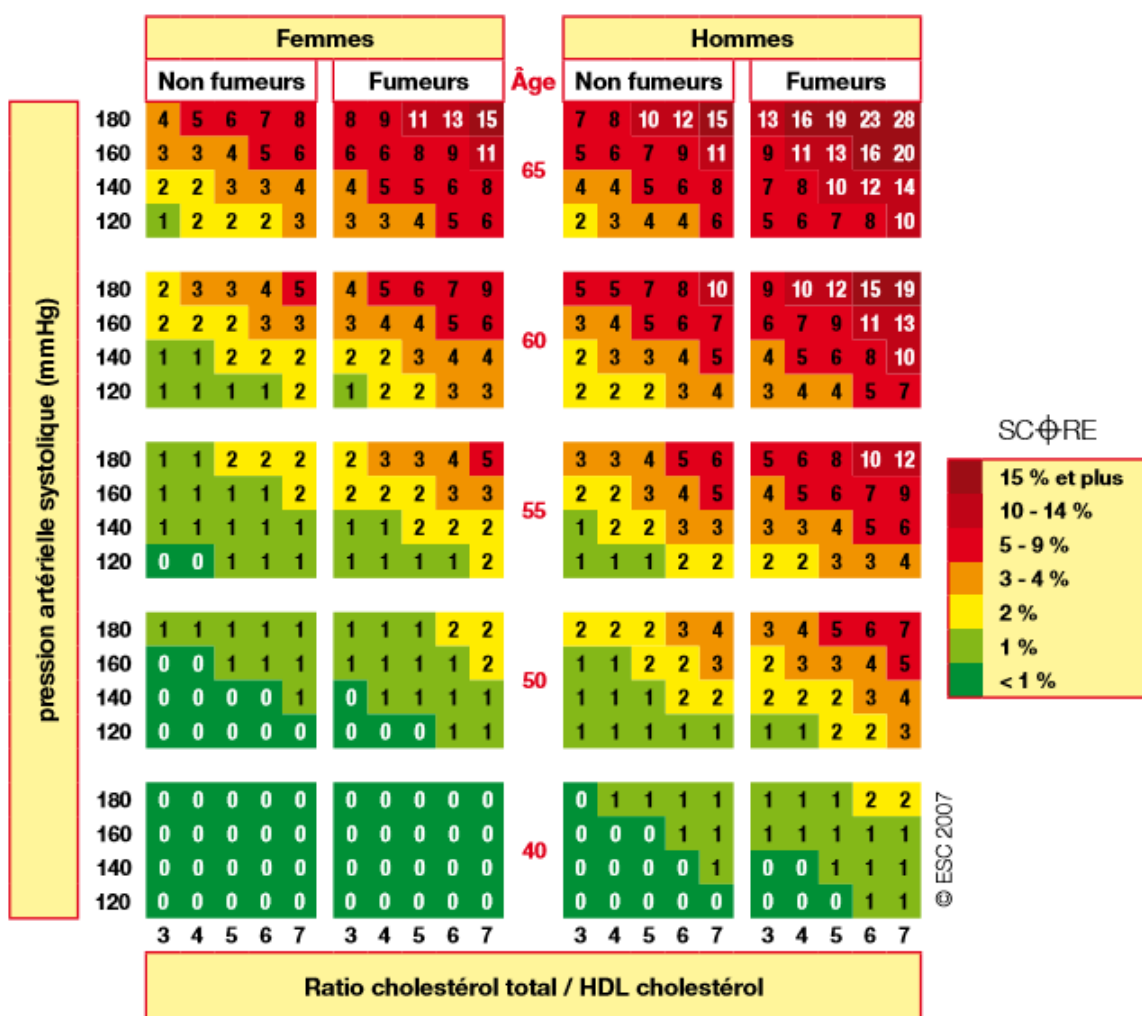 Femmes Hommes
Non fumeurs Fumeurs Âge Non fumeurs Fumeurs
pression artérielle systolique (mmHg)
180 4 5 6 7 8 8 9 11 13 15 7 8 10 12 15 13 16 19 23 28
160 3 3 4 5 6 6 6 8 9 11 5 6 7 9 11 9 11 13 16 20
65
140 2 2 3 3 4 4 5 5 6 8 4 4 5 6 8 7 8 10 12 14
120 1 2 2 2 3 3 3 4 5 6 2 3 4 4 6 5 6 7 8 10
180 2 3 3 4 5 4 5 6 7 9 5 5 7 8 10 9 10 12 15 19
160 2 2 2 3 3 3 4 4 5 6 3 4 5 6 7 6 7 9 11 13
60
140 1 1 2 2 2 2 2 3 4 4 2 3 3 4 5 4 5 6 8 10
120 1 1 1 1 2 1 2 2 3 3 2 2 2 3 4 3 4 4 5 7
180 1 1 2 2 2 2 3 3 4 5 3 3 4 5 6 5 6 8 10 12
160 1 1 1 1 2 2 2 2 3 3 2 2 3 4 5 4 5 6 7 9
55
140 1 1 1 1 1 1 1 2 2 2 1 2 2 3 3 3 3 4 5 6
120 0 0 1 1 1 1 1 1 1 2 1 1 1 2 2 2 2 3 3 4
180 1 1 1 1 1 1 1 1 2 2 2 2 2 3 4 3 4 5 6 7
160 0 0 1 1 1 1 1 1 1 2 1 1 2 2 3 2 3 3 4 5
50
140 0 0 0 0 1 0 1 1 1 1 1 1 1 2 2 2 2 2 3 4
120 0 0 0 0 0 0 0 0 1 1 1 1 1 1 1 1 1 2 2 3
180 0 0 0 0 0 0 0 0 0 0 0 1 1 1 1 1 1 1 2 2
160 0 0 0 0 0 0 0 0 0 0 0 0 0 1 1 1 1 1 1 1
40
140 0 0 0 0 0 0 0 0 0 0 0 0 0 0 1 0 0 1 1 1
120 0 0 0 0 0 0 0 0 0 0 0 0 0 0 0 0 0 0 1 1
3 4 5 6 7 3 4 5 6 7 3 4 5 6 7 3 4 5 6 7
Ratio cholestérol total / HDL cholestérol
SCORE
15 % et plus
10 - 14 %
5 - 9 %
3 - 4 %
2 %
1 %
< 1 %
© ESC 2007